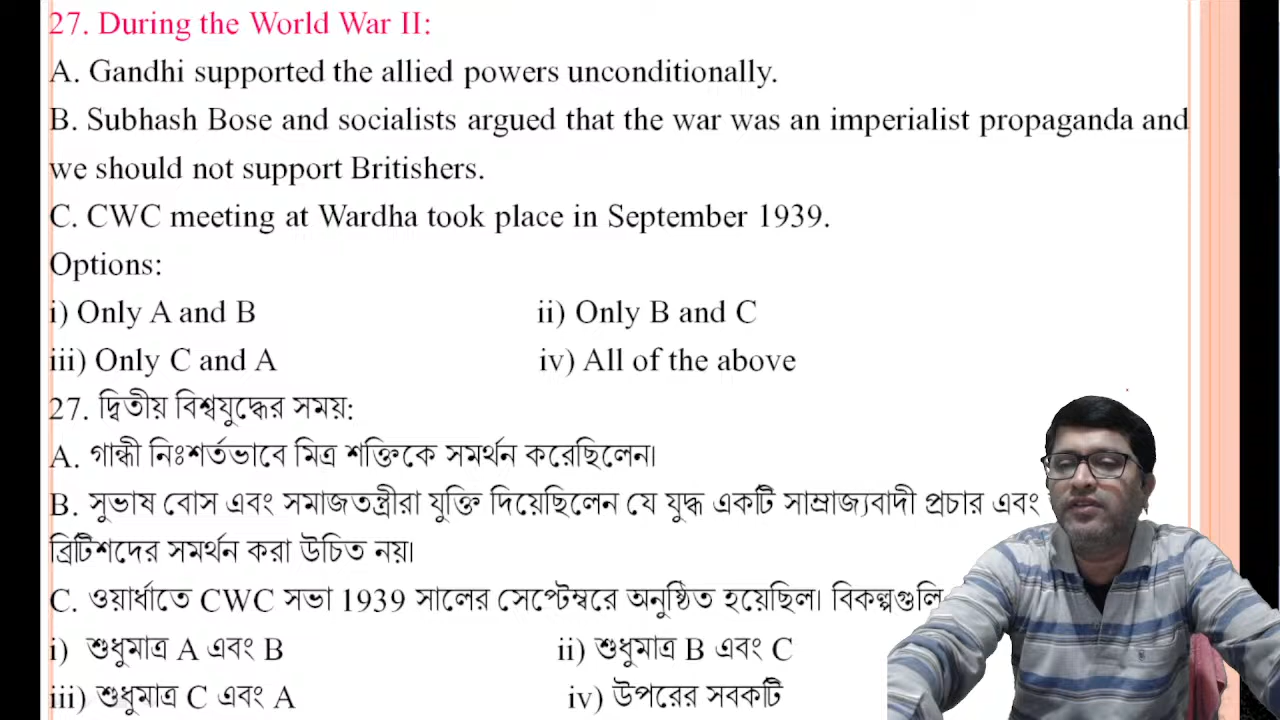 27. During the World War II:
A. Gandhi supported the allied powers unconditionally.
B. Subhash Bose and socialists argued that the war was an imperialist propaganda and
we should not support Britishers.
C. CWC meeting at Wardha took place in September 1939.
Options:
i) Only A and B ii) Only B and C
iii) Only C and A iv) All of the above
27. দ্বিতীয় বিশ্বযুদ্ধের সময়:
A. গান্ধী নিঃশর্তভাবে মিত্র শক্তিকে সমর্থন করেছিলেন।
B. সুভাষ বোস এবং সমাজতন্ত্রীরা যুক্তি দিয়েছিলেন যে যুদ্ধ একটি সাম্রাজ্যবাদী প্রচার এবং
ব্রিটিশদের সমর্থন করা উচিত নয়।
C. ওয়ার্ধাতে CWC সভা 1939 সালের সেপ্টেম্বরে অনুষ্ঠিত হয়েছিল। বিকল্পগুলি
i) শুধুমাত্র A এবং B ii) শুধুমাত্র B এবং C
iii) শুধুমাত্র C এবং A iv) উপরের সবকটি